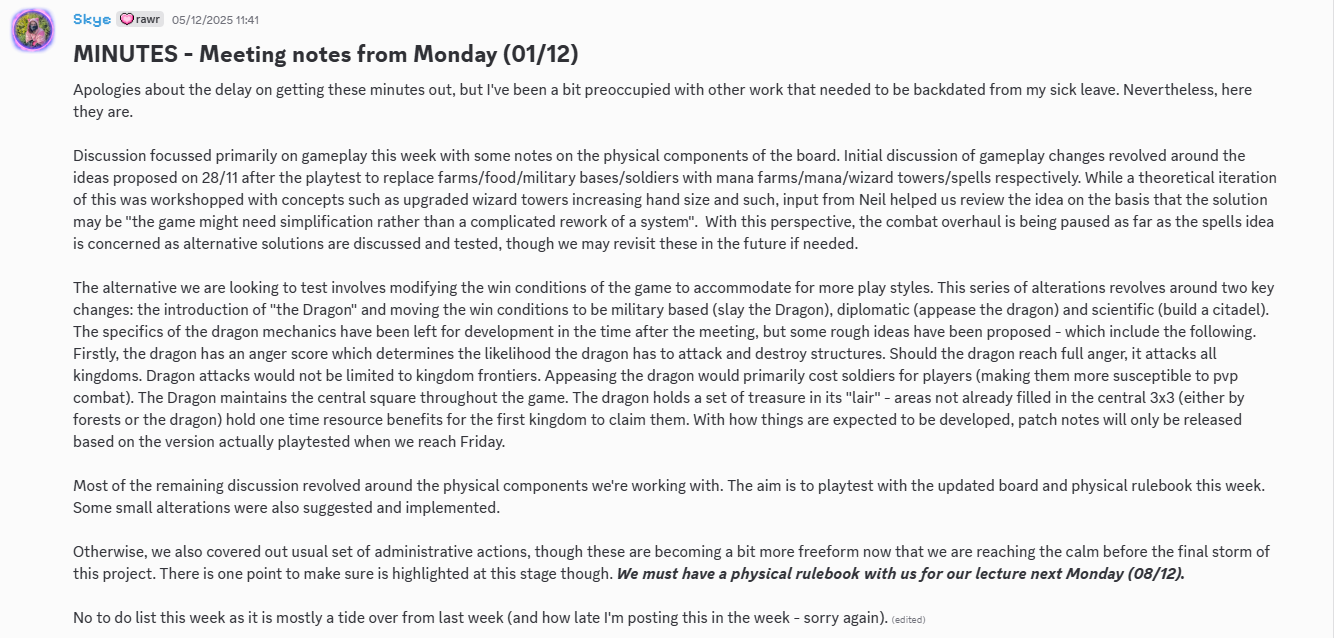 Skye rawr 05/12/2025 11:41
MINUTES - Meeting notes from Monday (01/12)
Apologies about the delay on getting these minutes out, but I've been a bit preoccupied with other work that needed to be backdated from my sick leave. Nevertheless, here
they are.
Discussion focussed primarily on gameplay this week with some notes on the physical components of the board. Initial discussion of gameplay changes revolved around the
ideas proposed on 28/11 after the playtest to replace farms/food/military bases/soldiers with mana farms/mana/wizard towers/spells respectively. While a theoretical iteration
of this was workshopped with concepts such as upgraded wizard towers increasing hand size and such, input from Neil helped us review the idea on the basis that the solution
may be "the game might need simplification rather than a complicated rework of a system".  With this perspective, the combat overhaul is being paused as far as the spells idea
is concerned as alternative solutions are discussed and tested, though we may revisit these in the future if needed.
The alternative we are looking to test involves modifying the win conditions of the game to accommodate for more play styles. This series of alterations revolves around two key
changes: the introduction of "the Dragon" and moving the win conditions to be military based (slay the Dragon), diplomatic (appease the dragon) and scientific (build a citadel).
The specifics of the dragon mechanics have been left for development in the time after the meeting, but some rough ideas have been proposed - which include the following.
Firstly, the dragon has an anger score which determines the likelihood the dragon has to attack and destroy structures. Should the dragon reach full anger, it attacks all
kingdoms. Dragon attacks would not be limited to kingdom frontiers. Appeasing the dragon would primarily cost soldiers for players (making them more susceptible to pvp
combat). The Dragon maintains the central square throughout the game. The dragon holds a set of treasure in its "lair" - areas not already filled in the central 3x3 (either by
forests or the dragon) hold one time resource benefits for the first kingdom to claim them. With how things are expected to be developed, patch notes will only be released
based on the version actually playtested when we reach Friday.
Most of the remaining discussion revolved around the physical components we're working with. The aim is to playtest with the updated board and physical rulebook this week.
Some small alterations were also suggested and implemented.
Otherwise, we also covered out usual set of administrative actions, though these are becoming a bit more freeform now that we are reaching the calm before the final storm of
this project. There is one point to make sure is highlighted at this stage though. We must have a physical rulebook with us for our lecture next Monday (08/12).
No to do list this week as it is mostly a tide over from last week (and how late I'm posting this in the week - sorry again). (edited)